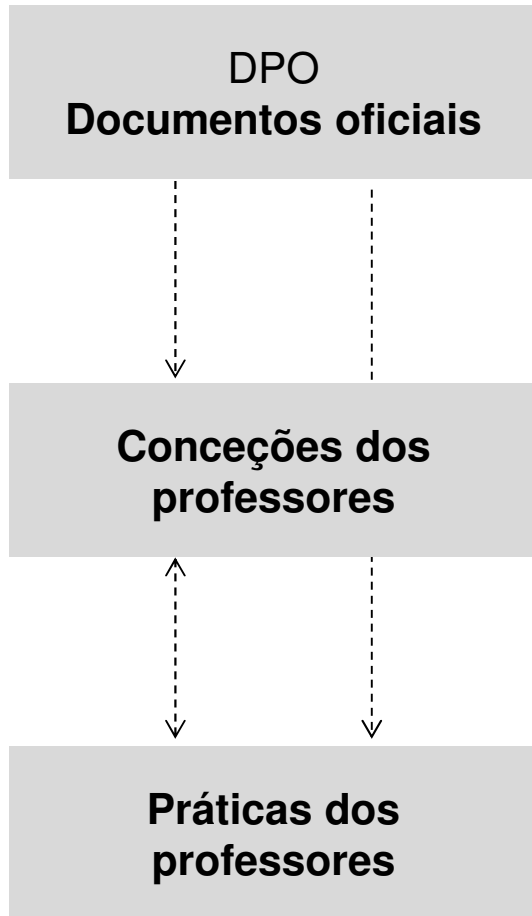 DPO
Documentos oficiais
Conceções dos
professores
Práticas dos
professores